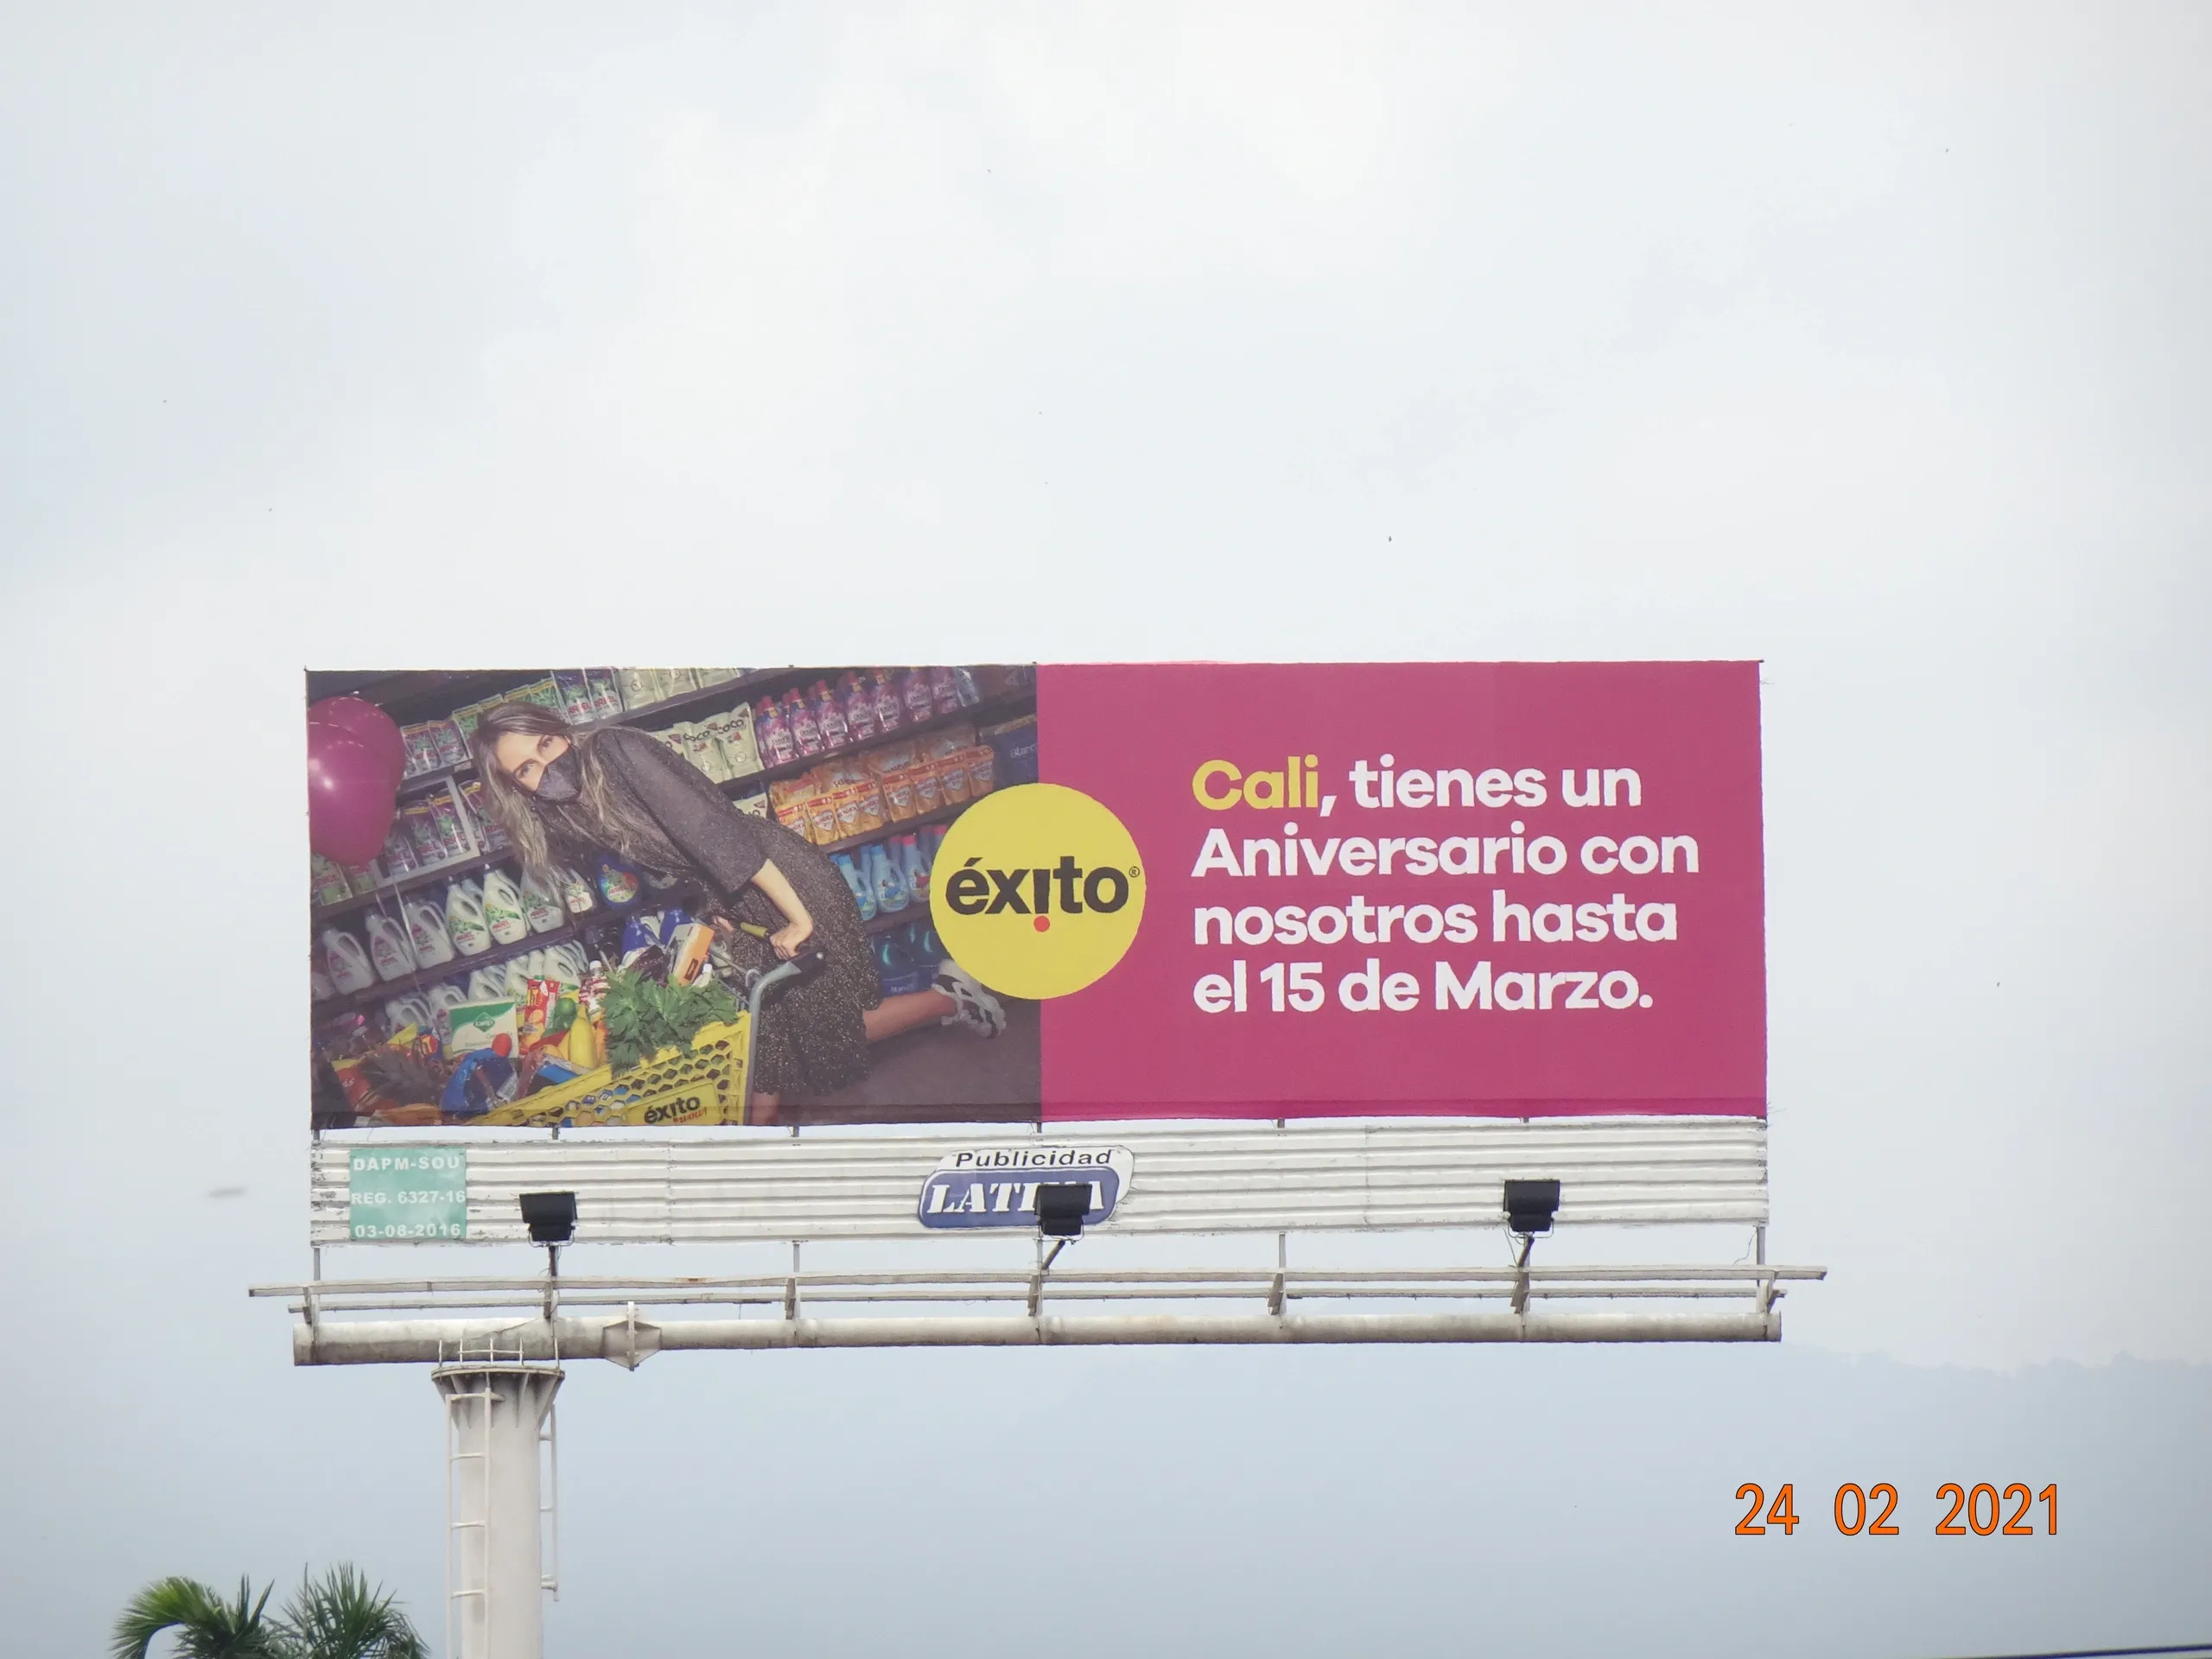 Cali, tienes un
Aniversario con
nosotros hasta
el 15 de Marzo.
éxito®
éxito
wow!
DAPM-SOU
REG. 6327-16
03-08-2016
Publicidad
24 02 2021